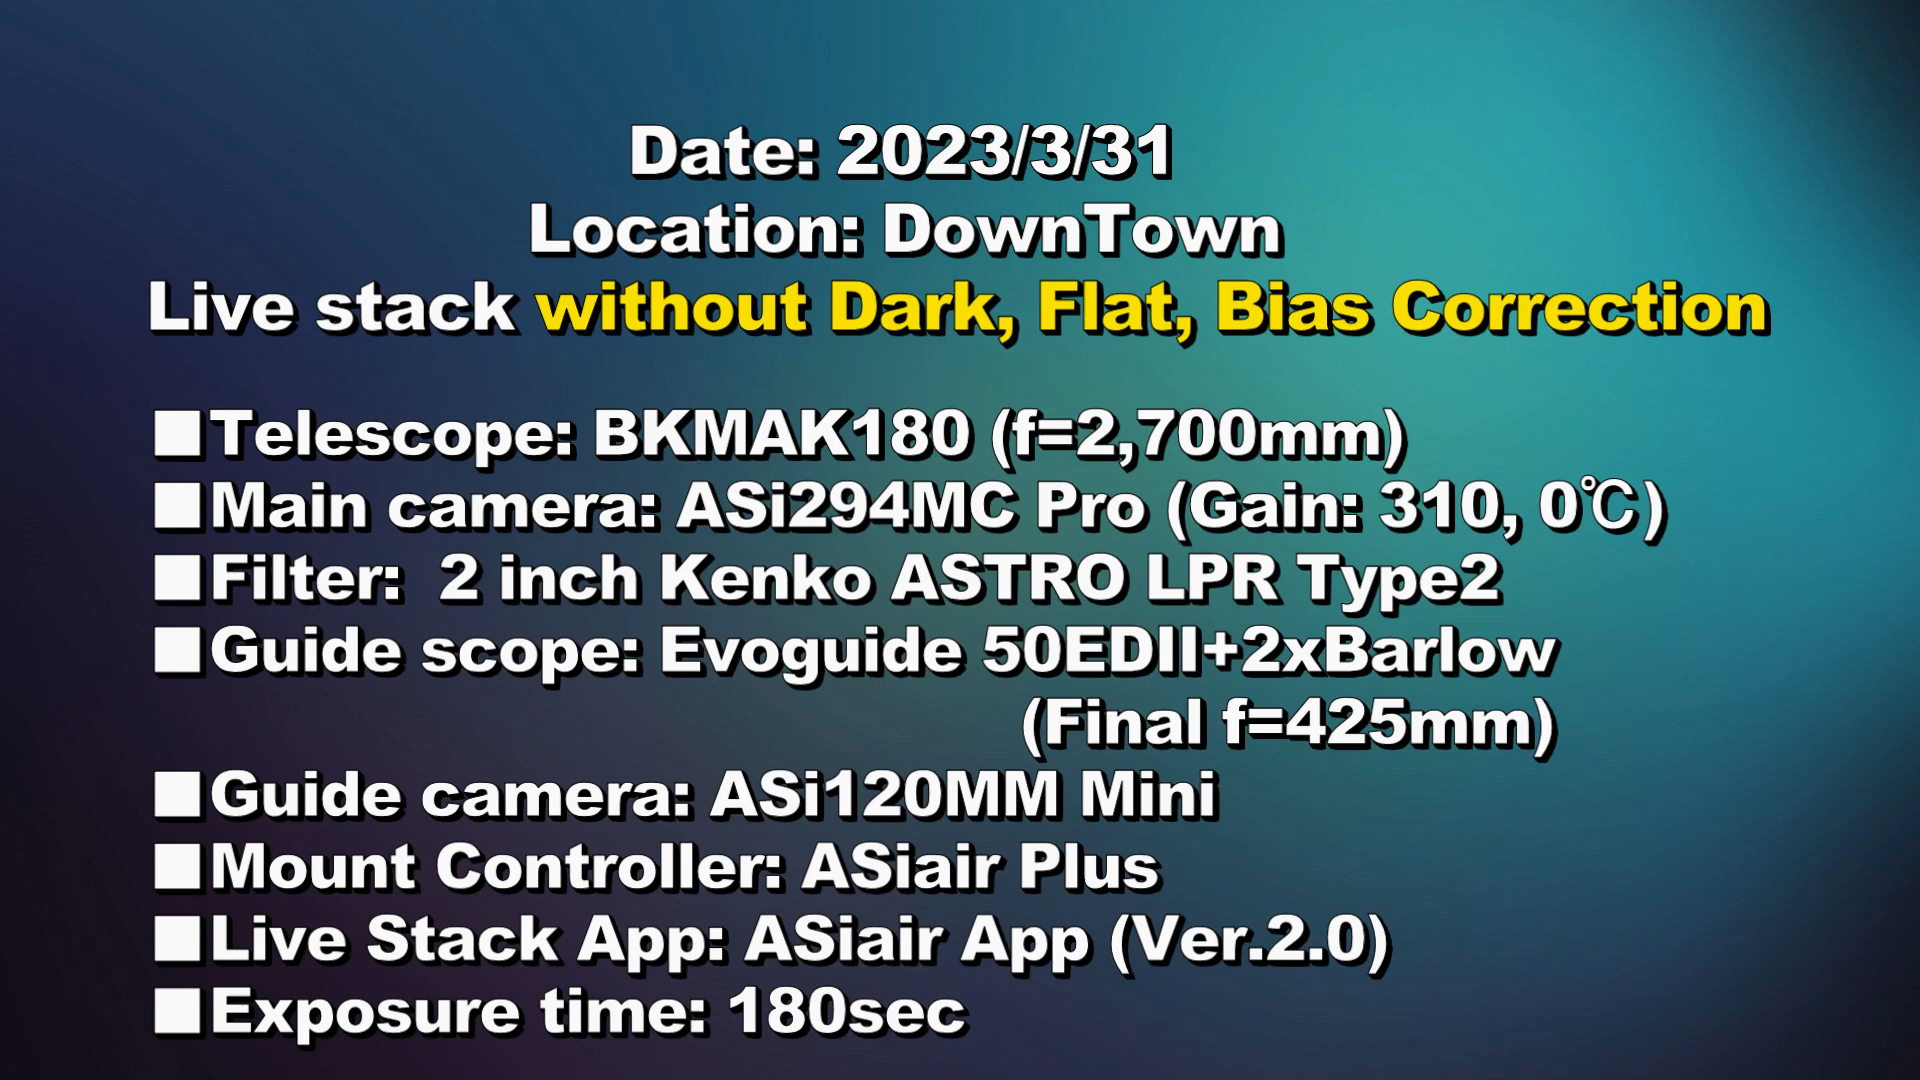 Date: 2023/3/31
Location: DownTown
Live stack without Dark, Flat, Bias Correction
■Telescope: BKMAK180 (f=2,700mm)
■Main camera: ASi294MC Pro (Gain: 310, 0℃)
■Filter:  2 inch Kenko ASTRO LPR Type2
■Guide scope: Evoguide 50EDII+2xBarlow
(Final f=425mm)
■Guide camera: ASi120MM Mini
■Mount Controller: ASiair Plus
■Live Stack App: ASiair App (Ver.2.0)
■Exposure time: 180sec